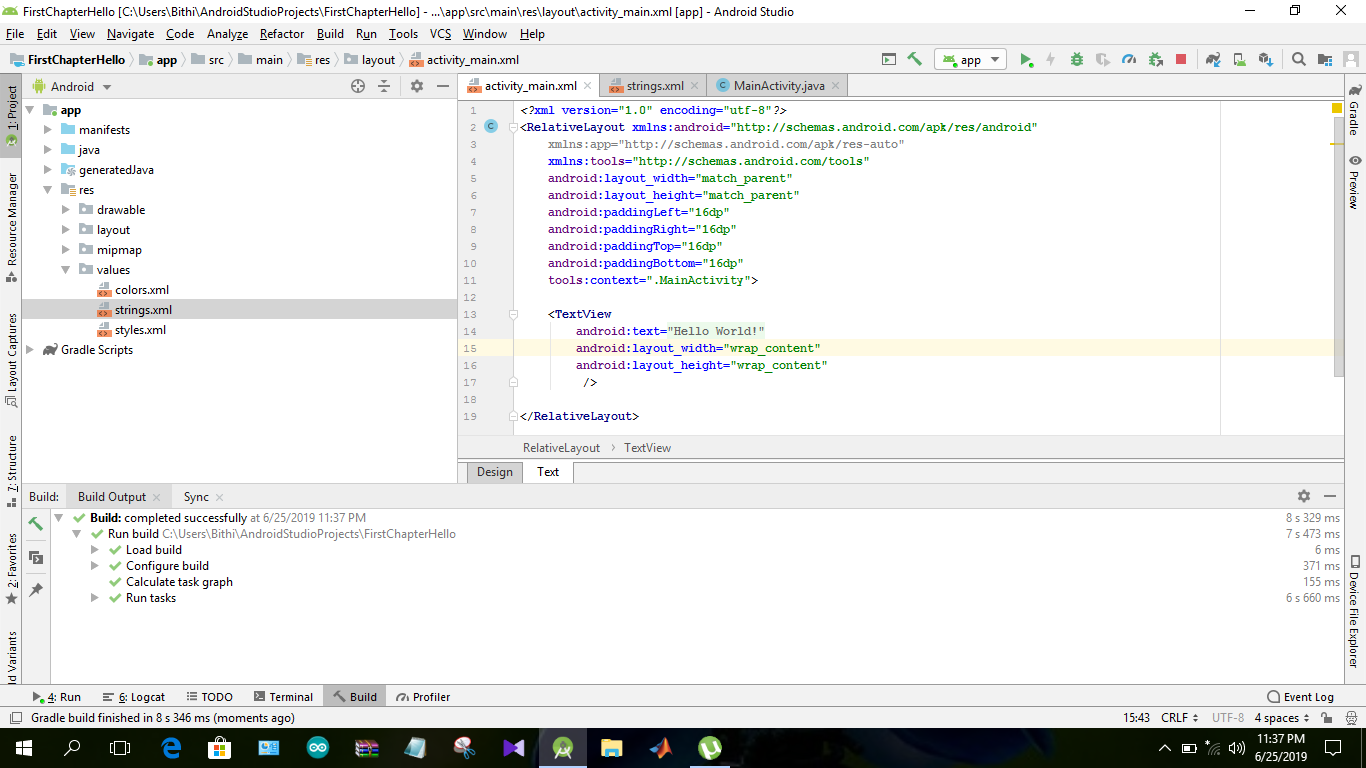 FirstChapterHello [C:\Users\Bithi\AndroidStudioProjects\FirstChapterHello] - ...\app\src\main\res\layout\activity_main.xml [app] - Android Studio
File Edit View Navigate Code Analyze Refactor Build Run Tools VCS Window Help
FirstChapterHello app src main res layout activity_main.xml app
1: Project
Resource Manager
Layout Captures
7: Structure
2: Favorites
d Variants
Android
app
manifests
java
generatedJava
res
drawable
layout
mipmap
values
colors.xml
strings.xml
styles.xml
Gradle Scripts
activity_main.xml strings.xml MainActivity.java
1 <?xml version="1.0" encoding="utf-8"?>
2 <RelativeLayout xmlns:android="http://schemas.android.com/apk/res/android"
3 xmlns:app="http://schemas.android.com/apk/res-auto"
4 xmlns:tools="http://schemas.android.com/tools"
5 android:layout_width="match_parent"
6 android:layout_height="match_parent"
7 android:paddingLeft="16dp"
8 android:paddingRight="16dp"
9 android:paddingTop="16dp"
10 android:paddingBottom="16dp"
11 tools:context=".MainActivity">
12
13 <TextView
14 android:text="Hello World!"
15 android:layout_width="wrap_content"
16 android:layout_height="wrap_content"
17 />
18
19 </RelativeLayout>
RelativeLayout TextView
Design Text
Gradle
Preview
Device File Explorer
Build: Build Output Sync
Build: completed successfully at 6/25/2019 11:37 PM 8 s 329 ms
Run build C:\Users\Bithi\AndroidStudioProjects\FirstChapterHello 7 s 473 ms
Load build 6 ms
Configure build 371 ms
Calculate task graph 155 ms
Run tasks 6 s 660 ms
4: Run 6: Logcat TODO Terminal Build Profiler Event Log
Gradle build finished in 8 s 346 ms (moments ago) 15:43 CRLF UTF-8 4 spaces
11:37 PM
6/25/2019